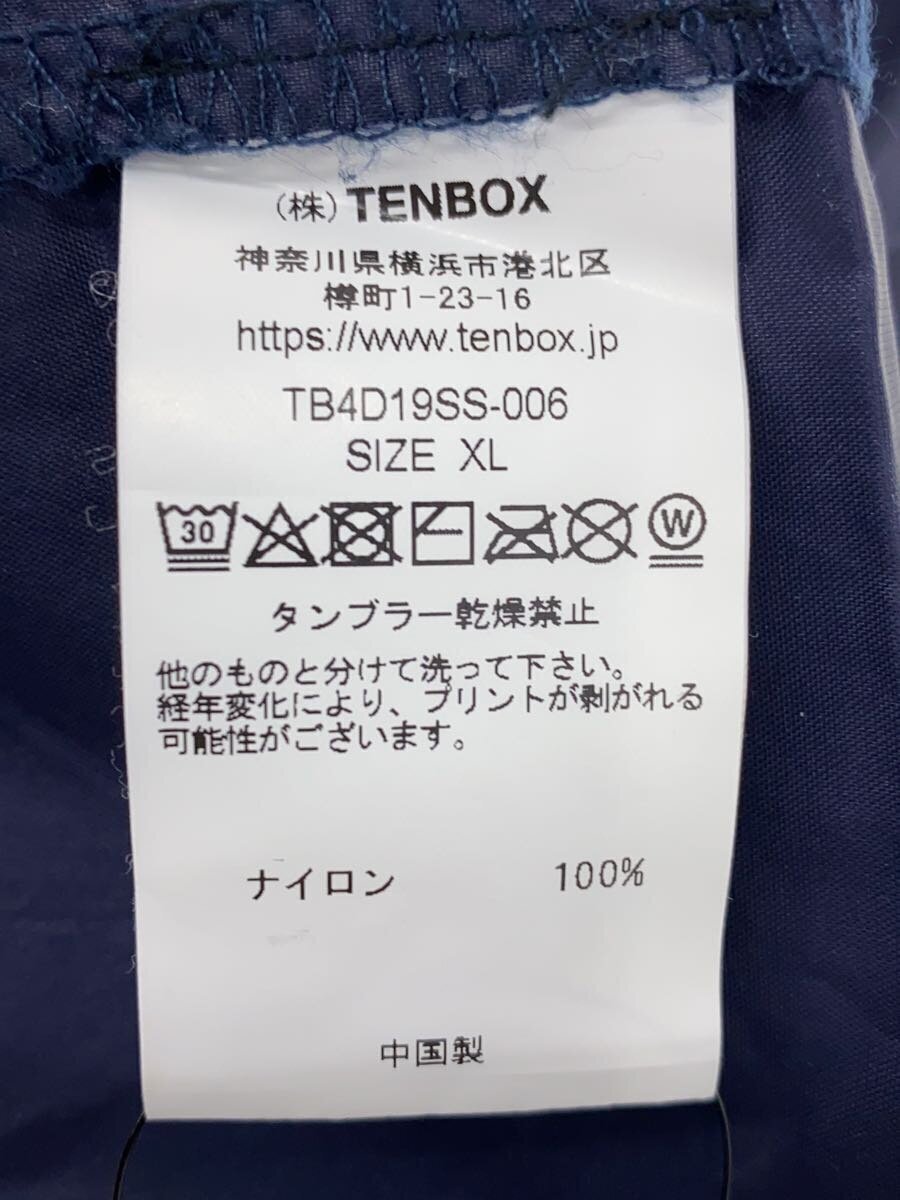 (株) TENBOX
神奈川県横浜市港北区
樽町1-23-16
https://www.tenbox.jp
TB4D19SS-006
SIZE XL
30 W
タンブラー乾燥禁止
他のものと分けて洗って下さい。
経年変化により、プリントが剥がれる
可能性がございます。
ナイロン 100%
中国製